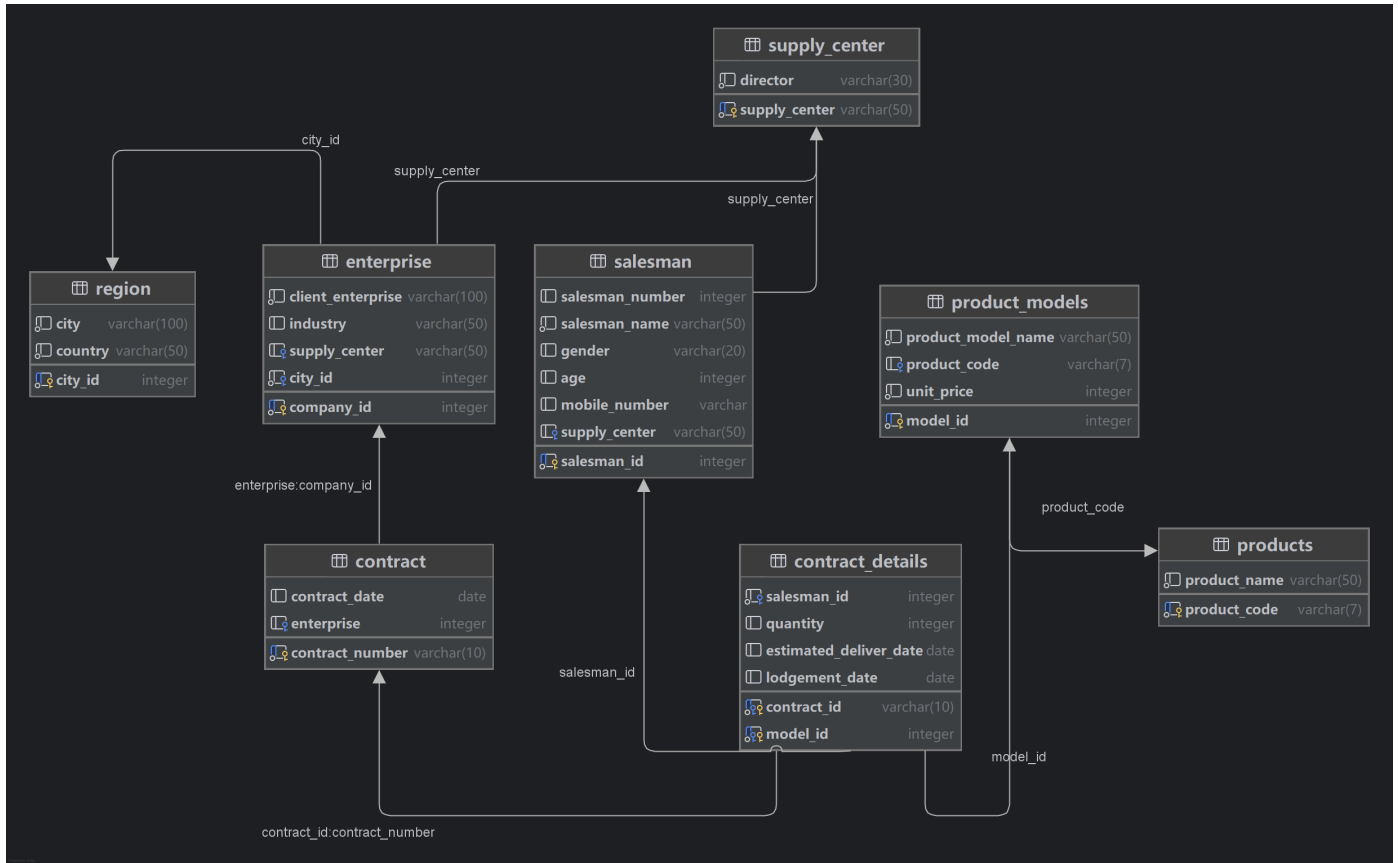 supply_center
director varchar(30)
supply_center varchar(50)
city_id
supply_center
supply_center
region
city varchar(100)
country varchar(50)
city_id integer
enterprise
client_enterprise varchar(100)
industry varchar(50)
supply_center varchar(50)
city_id integer
company_id integer
salesman
salesman_number integer
salesman_name varchar(50)
gender varchar(20)
age integer
mobile_number varchar
supply_center varchar(50)
salesman_id integer
product_models
product_model_name varchar(50)
product_code varchar(7)
unit_price integer
model_id integer
enterprise:company_id
product_code
contract
contract_date date
enterprise integer
contract_number varchar(10)
contract_details
salesman_id integer
quantity integer
estimated_deliver_date date
lodgement_date date
contract_id varchar(10)
model_id integer
products
product_name varchar(50)
product_code varchar(7)
salesman_id
model_id
contract_id:contract_number